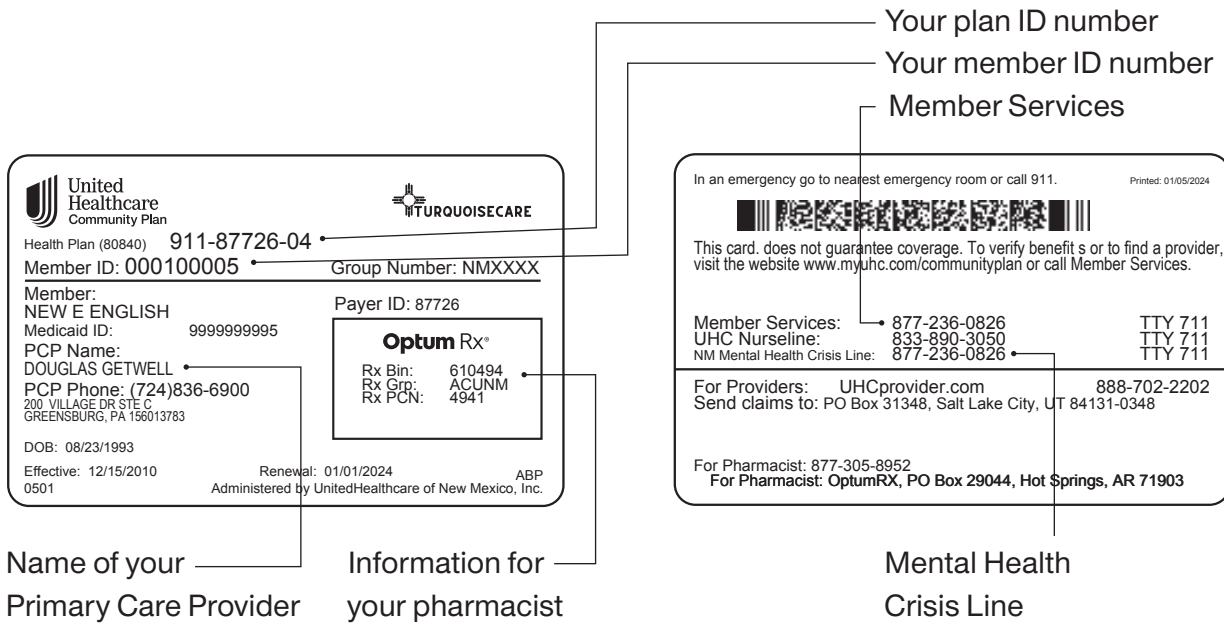 Your plan ID number
Your member ID number
Member Services
United
Healthcare
Community Plan
TURQUOISECARE
Health Plan (80840) 911-87726-04
Member ID: 000100005 Group Number: NMXXXX
Member:
NEW E ENGLISH
Medicaid ID: 9999999995
PCP Name:
DOUGLAS GETWELL
PCP Phone: (724)836-6900
200 VILLAGE DR STE C
GREENSBURG, PA 156013783
DOB: 08/23/1993
Effective: 12/15/2010 Renewal: 01/01/2024 ABP
0501 Administered by UnitedHealthcare of New Mexico, Inc.
Payer ID: 87726
Optum Rx®
Rx Bin: 610494
Rx Grp: ACUNM
Rx PCN: 4941
In an emergency go to nearest emergency room or call 911. Printed: 01/05/2024
This card. does not guarantee coverage. To verify benefit s or to find a provider,
visit the website www.myuhc.com/communityplan or call Member Services.
Member Services: 877-236-0826 TTY 711
UHC Nurseline: 833-890-3050 TTY 711
NM Mental Health Crisis Line: 877-236-0826 TTY 711
For Providers: UHCprovider.com 888-702-2202
Send claims to: PO Box 31348, Salt Lake City, UT 84131-0348
For Pharmacist: 877-305-8952
For Pharmacist: OptumRX, PO Box 29044, Hot Springs, AR 71903
Name of your
Primary Care Provider
Information for
your pharmacist
Mental Health
Crisis Line